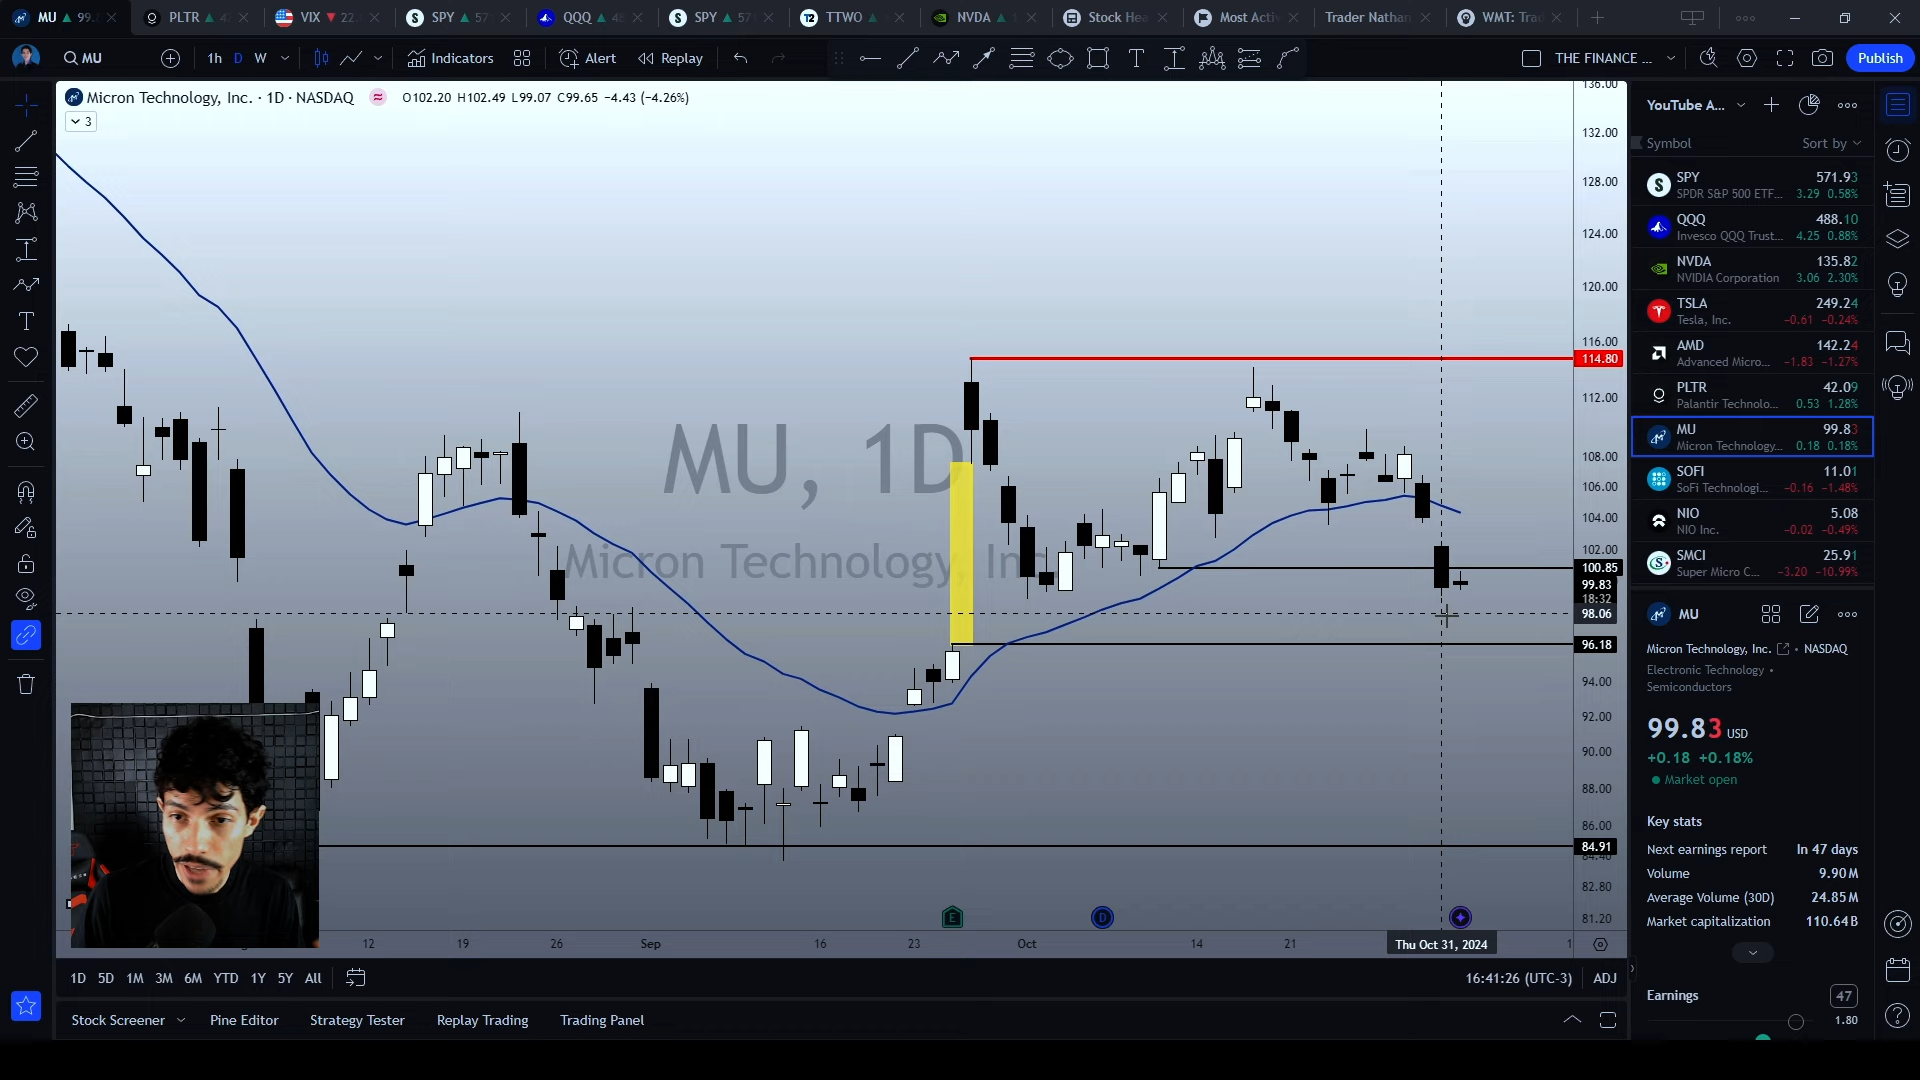 MU 99.
PLTR
VIX 22.
SPY 57
QQQ
SPY 57
TTWO
NVDA
Stock Hea
Most Activ
Trader Nathan
WMT: Trad
MU
1h D W
Indicators
Alert
Replay
THE FINANCE ...
Publish
Micron Technology, Inc. · 1D · NASDAQ
O102.20 H102.49 L99.07 C99.65 −4.43 (−4.26%)
3
MU, 1D
Micron Technology, Inc.
136.00
132.00
128.00
124.00
120.00
116.00
114.80
112.00
108.00
106.00
104.00
102.00
100.85
99.83
18:32
98.06
96.18
94.00
92.00
90.00
88.00
86.00
84.91
84.40
82.80
81.20
E
D
12
19
26
Sep
16
23
Oct
14
21
Thu Oct 31, 2024
1D 5D 1M 3M 6M YTD 1Y 5Y All
16:41:26 (UTC-3) ADJ
Stock Screener
Pine Editor
Strategy Tester
Replay Trading
Trading Panel
YouTube A...
Symbol Sort by
SPY 571.93
SPDR S&P 500 ETF... 3.29 0.58%
QQQ 488.10
Invesco QQQ Trust... 4.25 0.88%
NVDA 135.82
NVIDIA Corporation 3.06 2.30%
TSLA 249.24
Tesla, Inc. −0.61 −0.24%
AMD 142.24
Advanced Micro... −1.83 −1.27%
PLTR 42.09
Palantir Technolo... 0.53 1.28%
MU 99.83
Micron Technology... 0.18 0.18%
SOFI 11.01
SoFi Technologi... −0.16 −1.48%
NIO 5.08
NIO Inc. −0.02 −0.49%
SMCI 25.91
Super Micro C... −3.20 −10.99%
MU
Micron Technology, Inc. • NASDAQ
Electronic Technology •
Semiconductors
99.83 USD
+0.18 +0.18%
Market open
Key stats
Next earnings report In 47 days
Volume 9.90M
Average Volume (30D) 24.85M
Market capitalization 110.64B
Earnings 47
1.80